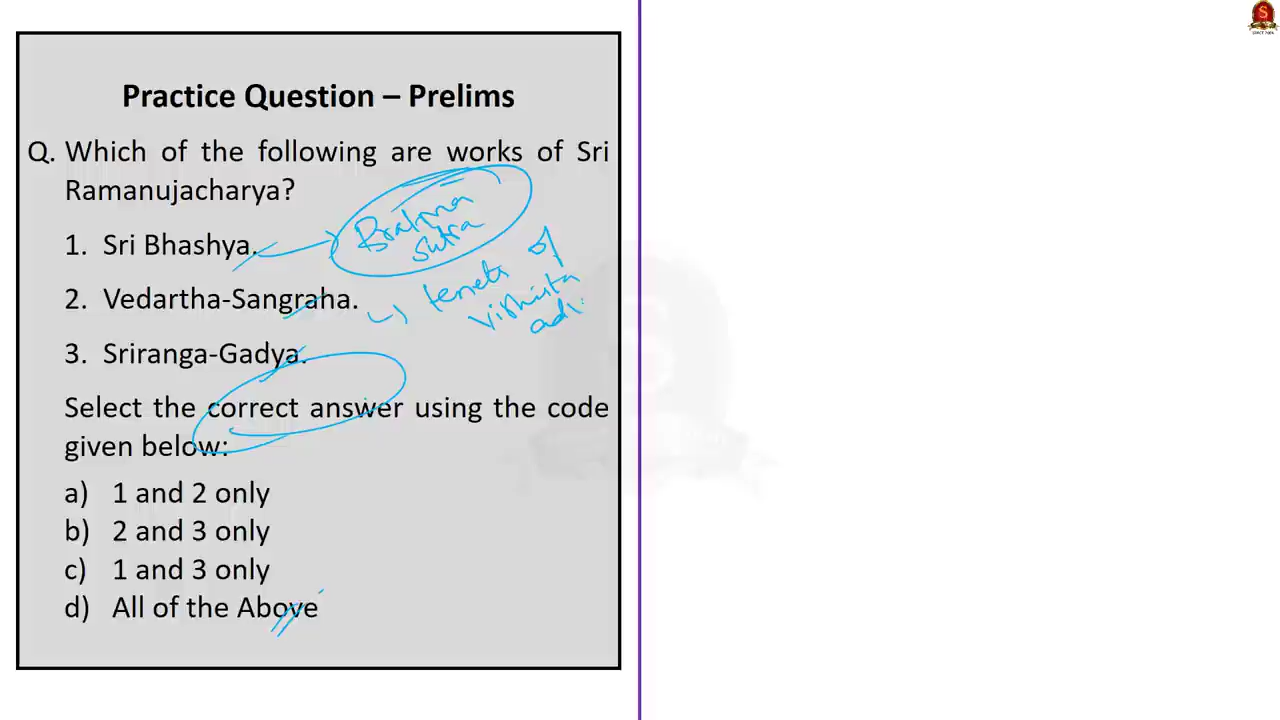 Practice Question – Prelims
Q. Which of the following are works of Sri
Ramanujacharya?
1. Sri Bhashya.
Brahma
sutra
2. Vedartha-Sangraha.
tenets of
3. Sriranga-Gadya.
Select the correct answer using the code
given below:
a) 1 and 2 only
b) 2 and 3 only
c) 1 and 3 only
d) All of the Above